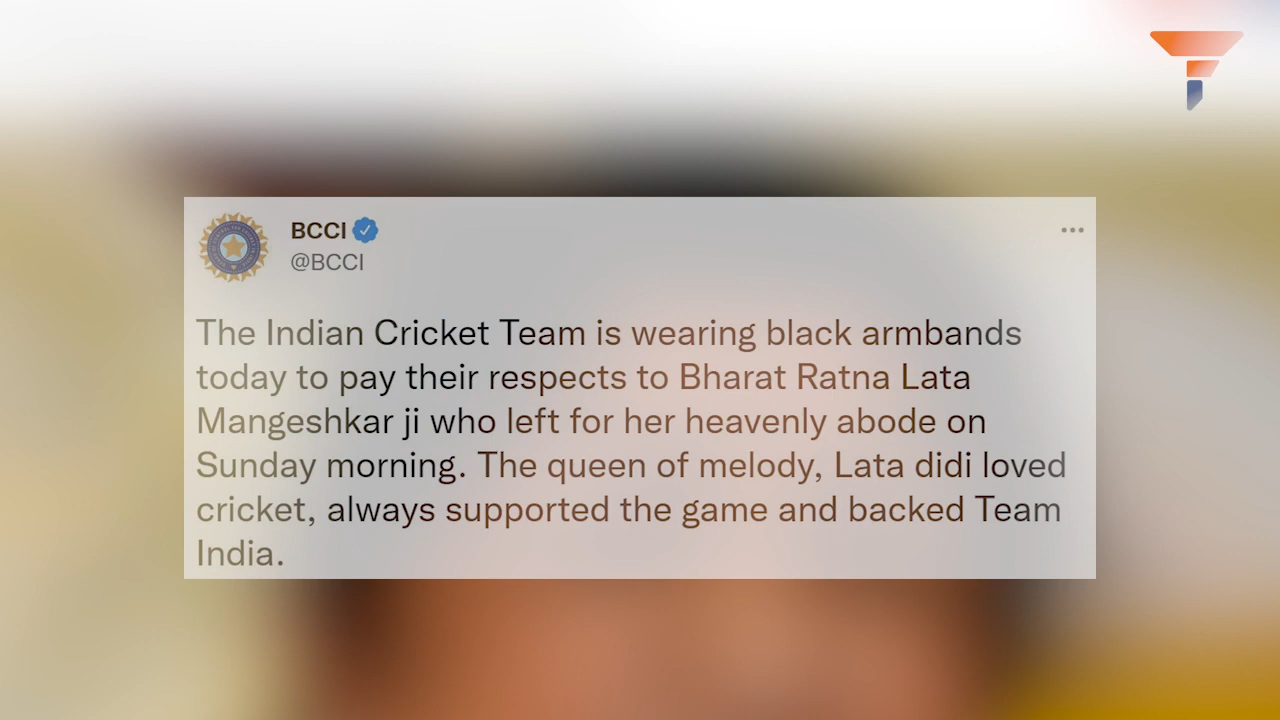 BCCI
@BCCI
The Indian Cricket Team is wearing black armbands
today to pay their respects to Bharat Ratna Lata
Mangeshkar ji who left for her heavenly abode on
Sunday morning. The queen of melody, Lata didi loved
cricket, always supported the game and backed Team
India.